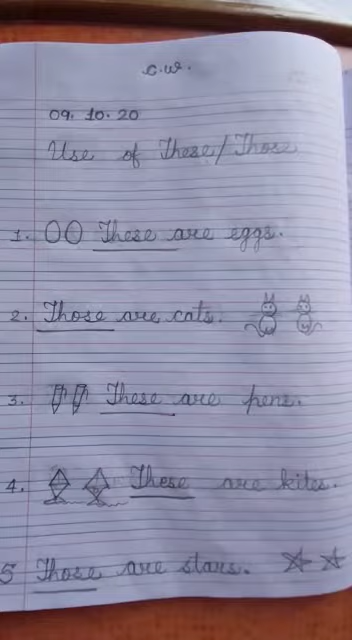 C.W.
09.10.20
Use of These/Those
1. These are eggs.
2. Those are cats.
3. These are pens.
4. These are kites.
5 Those are stars.